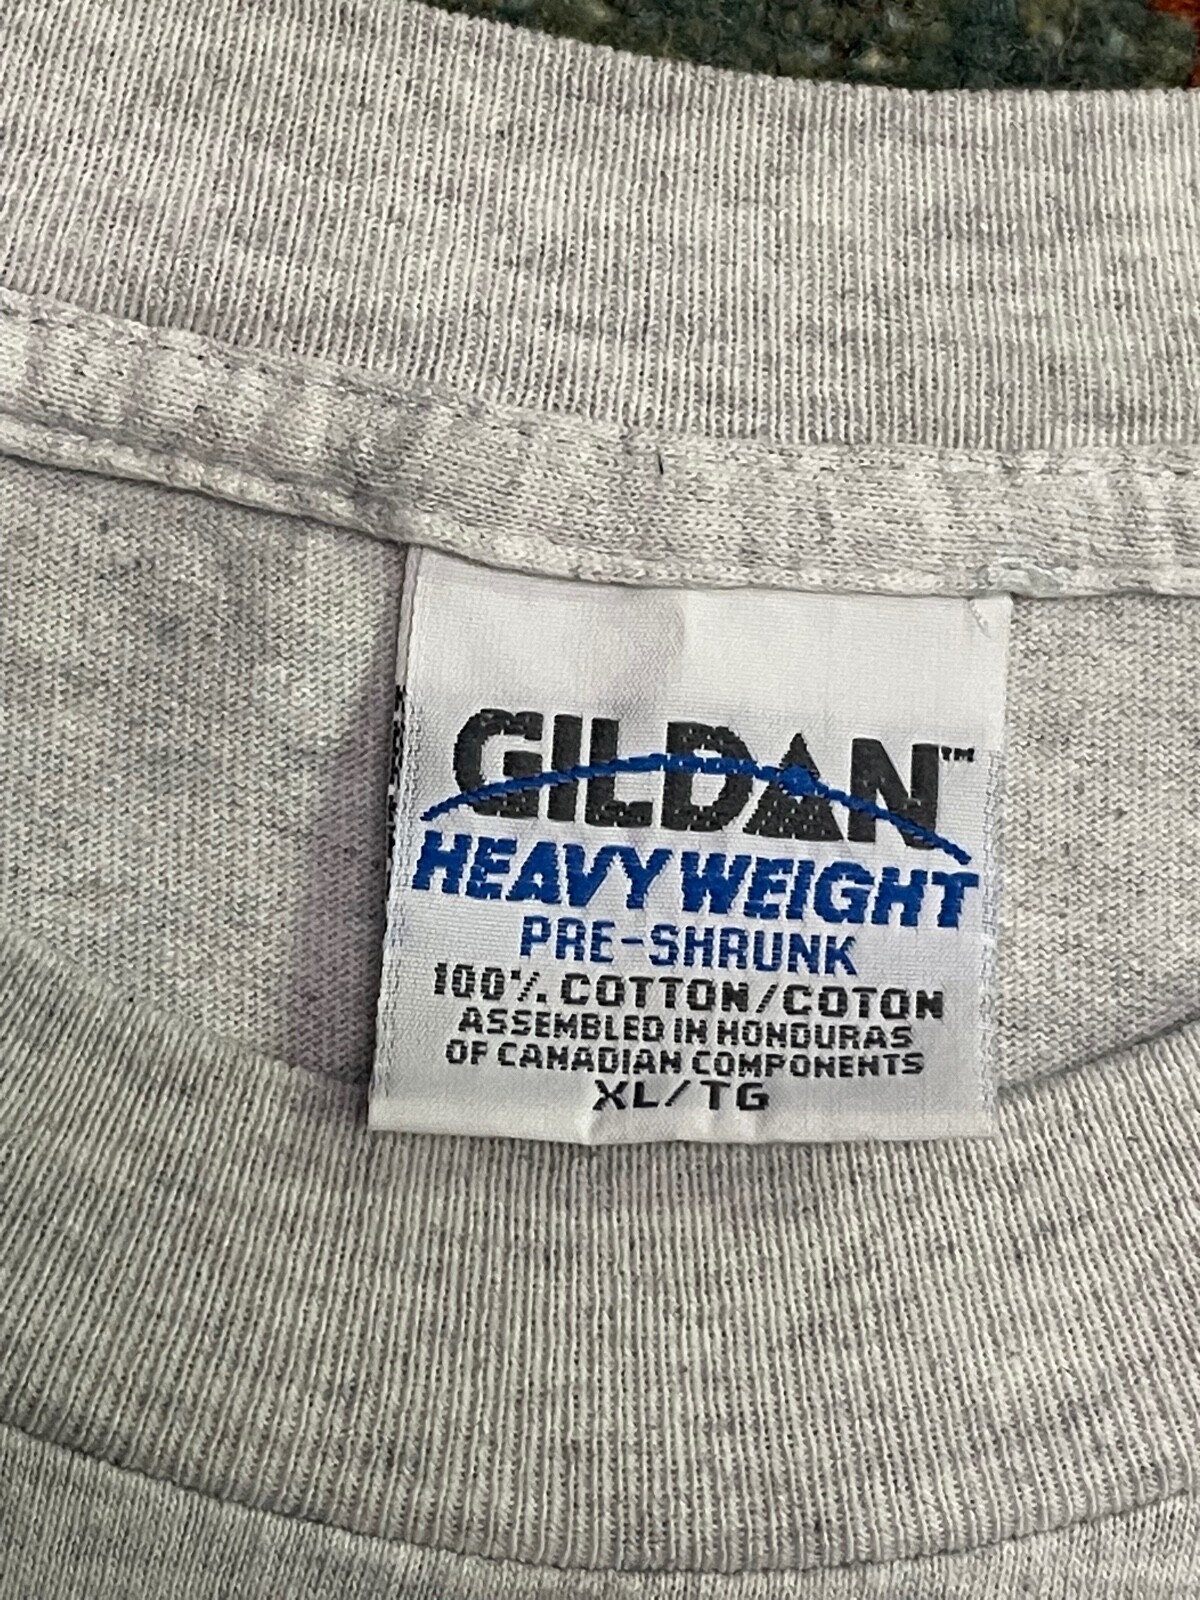 GILDAN™
HEAVY WEIGHT
PRE-SHRUNK
100% COTTON/COTON
ASSEMBLED IN HONDURAS
OF CANADIAN COMPONENTS
XL/TG